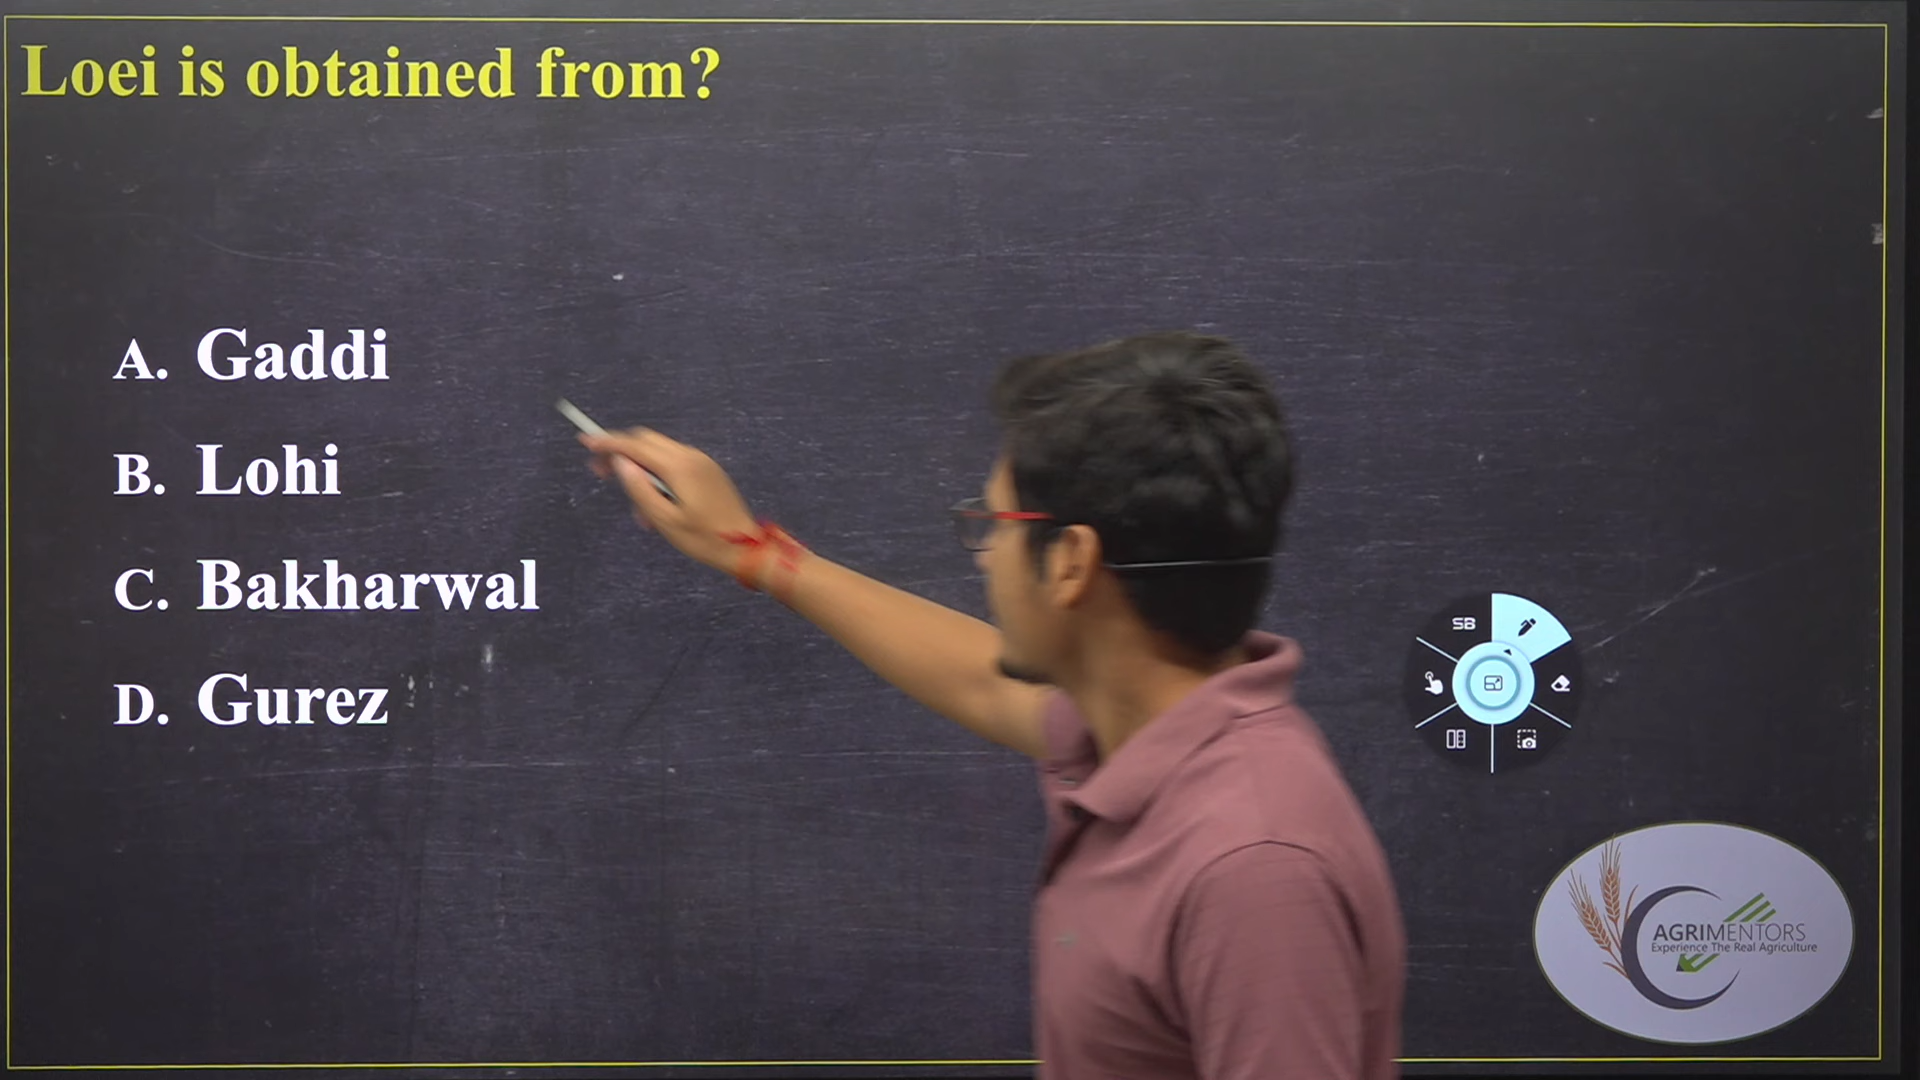 Loei is obtained from?
A. Gaddi
B. Lohi
C. Bakharwal
D. Gurez
SB
AGRIMENTORS
Experience The Real Agriculture